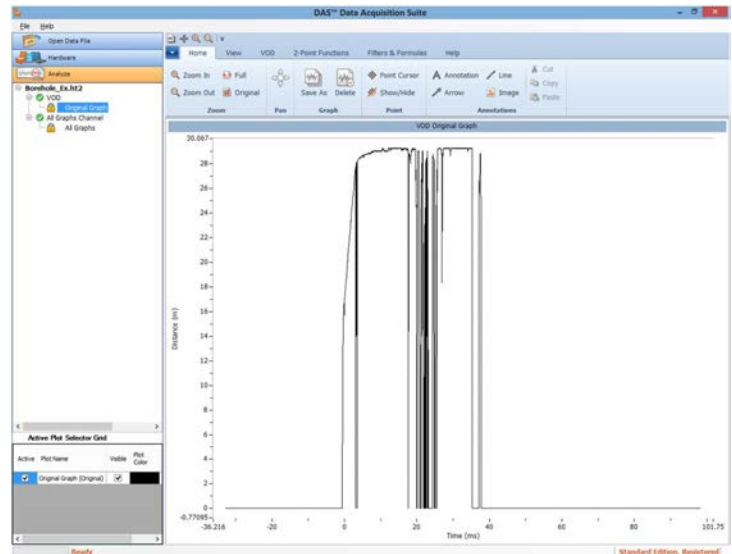 DAS™ Data Acquisition Suite
File Help
Open Data File
Hardware
Analyze
Borehole_Ex.ht2
VOD
Original Graph
All Graphs Channel
All Graphs
Home View VOD 2-Point Functions Filters & Formulas Help
Zoom In Full Point Cursor Annotation Line Cut
Copy
Zoom Out Original Save As Delete Show/Hide Arrow Image Paste
Zoom Pan Graph Point Annotations
VOD Original Graph
30.067
28
26
24
22
20
18
16
14
12
10
8
6
4
2
0
-0.77095
Distance (m)
-36.216 -20 0 20 40 60 80 101.75
Time (ms)
Active Plot Selector Grid
Active Plot Name Visible Plot Color
Original Graph (Original)
Ready Standard Edition, Registered